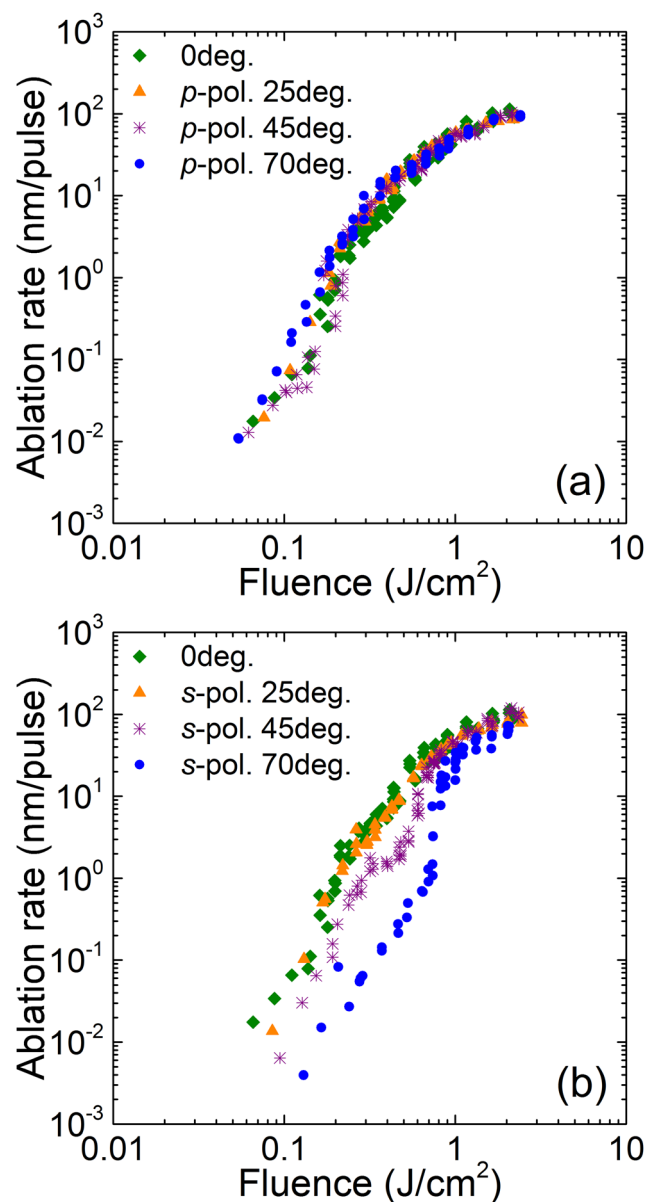 10³
10²
10¹
10⁰
10⁻¹
10⁻²
10⁻³
Ablation rate (nm/pulse)
0deg.
p-pol. 25deg.
p-pol. 45deg.
p-pol. 70deg.
(a)
0.01 0.1 1 10
Fluence (J/cm²)
10³
10²
10¹
10⁰
10⁻¹
10⁻²
10⁻³
Ablation rate (nm/pulse)
0deg.
s-pol. 25deg.
s-pol. 45deg.
s-pol. 70deg.
(b)
0.01 0.1 1 10
Fluence (J/cm²)